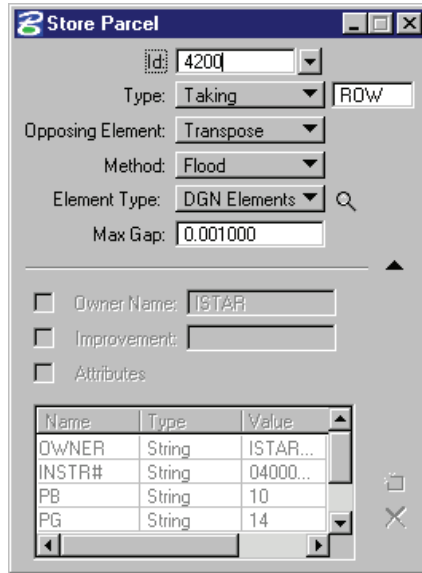 Store Parcel
Id: 4200
Type: Taking ROW
Opposing Element: Transpose
Method: Flood
Element Type: DGN Elements
Max Gap: 0.001000
Owner Name: ISTAR
Improvement:
Attributes
Name Type Value
OWNER String ISTAR...
INSTR# String 04000...
PB String 10
PG String 14